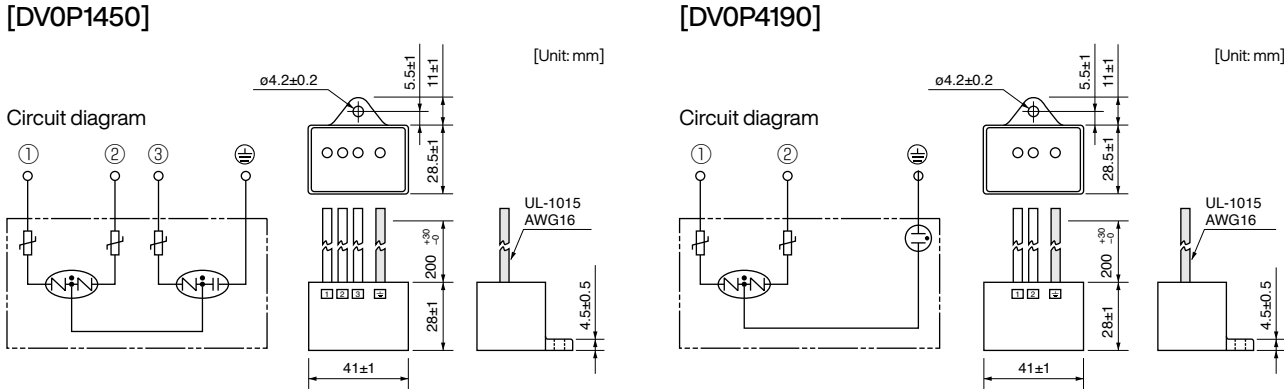 [DV0P1450]
[Unit: mm]
ø4.2±0.2
5.5±1
11±1
Circuit diagram
① ② ③
28.5±1
UL-1015
AWG16
200 +30 -0
1 2 3
28±1
4.5±0.5
41±1
[DV0P4190]
[Unit: mm]
ø4.2±0.2
5.5±1
11±1
Circuit diagram
① ②
28.5±1
UL-1015
AWG16
200 +30 -0
1 2
28±1
4.5±0.5
41±1